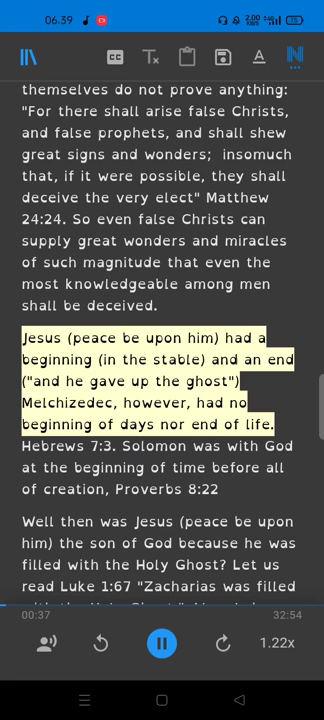 06.39
2.00 KB/s
CC
A
N
themselves do not prove anything:
"For there shall arise false Christs,
and false prophets, and shall shew
great signs and wonders;  insomuch
that, if it were possible, they shall
deceive the very elect" Matthew
24:24. So even false Christs can
supply great wonders and miracles
of such magnitude that even the
most knowledgeable among men
shall be deceived.
Jesus (peace be upon him) had a
beginning (in the stable) and an end
("and he gave up the ghost")
Melchizedec, however, had no
beginning of days nor end of life.
Hebrews 7:3. Solomon was with God
at the beginning of time before all
of creation, Proverbs 8:22
Well then was Jesus (peace be upon
him) the son of God because he was
filled with the Holy Ghost? Let us
read Luke 1:67 "Zacharias was filled
00:37
32:54
1.22x